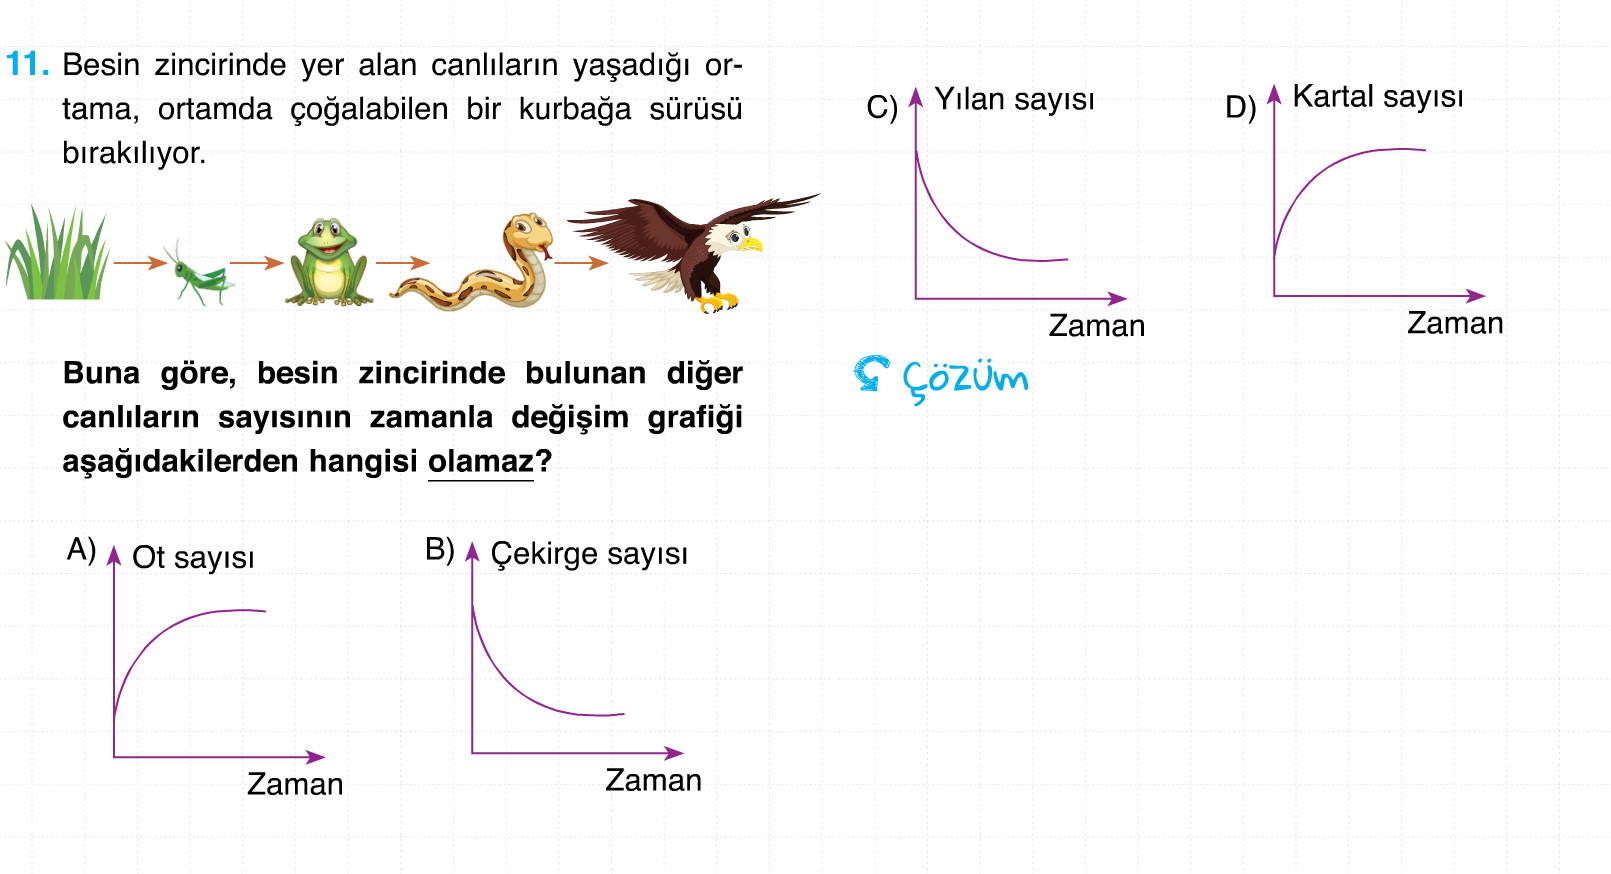 11. Besin zincirinde yer alan canlıların yaşadığı or-
tama, ortamda çoğalabilen bir kurbağa sürüsü
bırakılıyor.
Buna göre, besin zincirinde bulunan diğer
canlıların sayısının zamanla değişim grafiği
aşağıdakilerden hangisi olamaz?
A) Ot sayısı
Zaman
B) Çekirge sayısı
Zaman
C) Yılan sayısı
Zaman
D) Kartal sayısı
Zaman
Çözüm